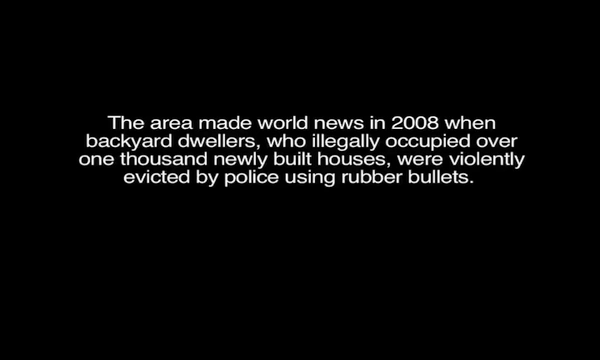 The area made world news in 2008 when
backyard dwellers, who illegally occupied over
one thousand newly built houses, were violently
evicted by police using rubber bullets.